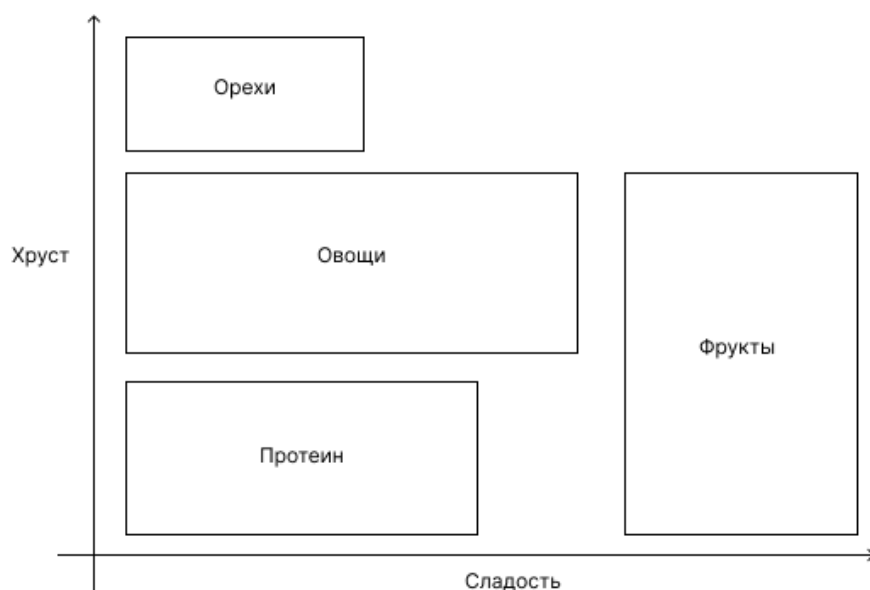 Орехи
Хруст
Овощи
Фрукты
Протеин
Сладость